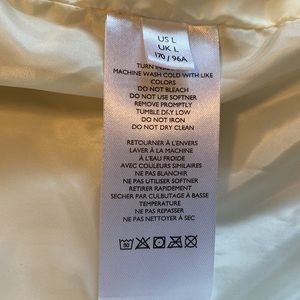 US L
UK L
170 / 96A
TURN
MACHINE WASH COLD WITH LIKE
COLORS
DO NOT BLEACH
DO NOT USE SOFTNER
REMOVE PROMPTLY
TUMBLE DRY LOW
DO NOT IRON
DO NOT DRY CLEAN
RETOURNER À L'ENVERS
LAVER À LA MACHINE
À L'EAU FROIDE
AVEC COULEURS SIMILAIRES
NE PAS BLANCHIR
NE PAS UTILISER SOFTNER
RETIRER RAPIDEMENT
SECHER PAR CULBUTAGE À BASSE
TEMPERATURE
NE PAS REPASSER
NE PAS NETTOYER À SEC
30